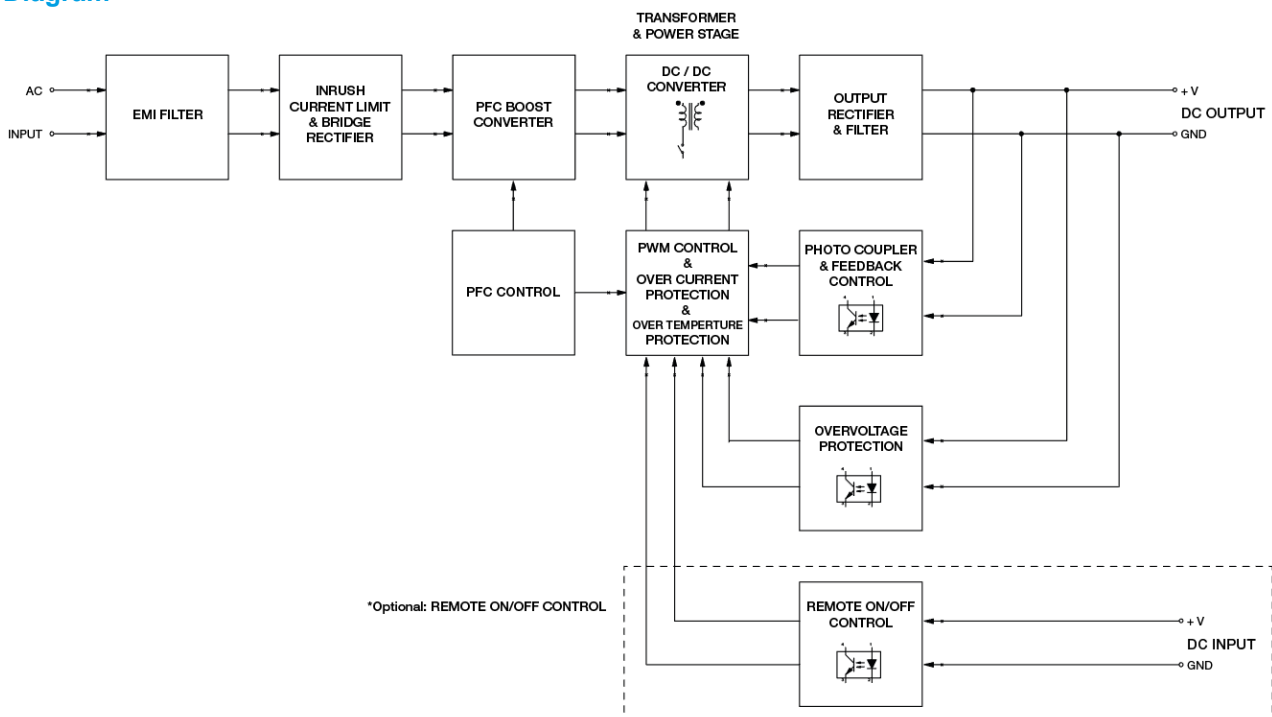 Diagram
TRANSFORMER
& POWER STAGE
AC
INPUT
EMI FILTER
INRUSH
CURRENT LIMIT
& BRIDGE
RECTIFIER
PFC BOOST
CONVERTER
DC / DC
CONVERTER
OUTPUT
RECTIFIER
& FILTER
+ V
DC OUTPUT
GND
PFC CONTROL
PWM CONTROL
&
OVER CURRENT
PROTECTION
&
OVER TEMPERTURE
PROTECTION
PHOTO COUPLER
& FEEDBACK
CONTROL
OVERVOLTAGE
PROTECTION
*Optional: REMOTE ON/OFF CONTROL
REMOTE ON/OFF
CONTROL
+ V
DC INPUT
GND